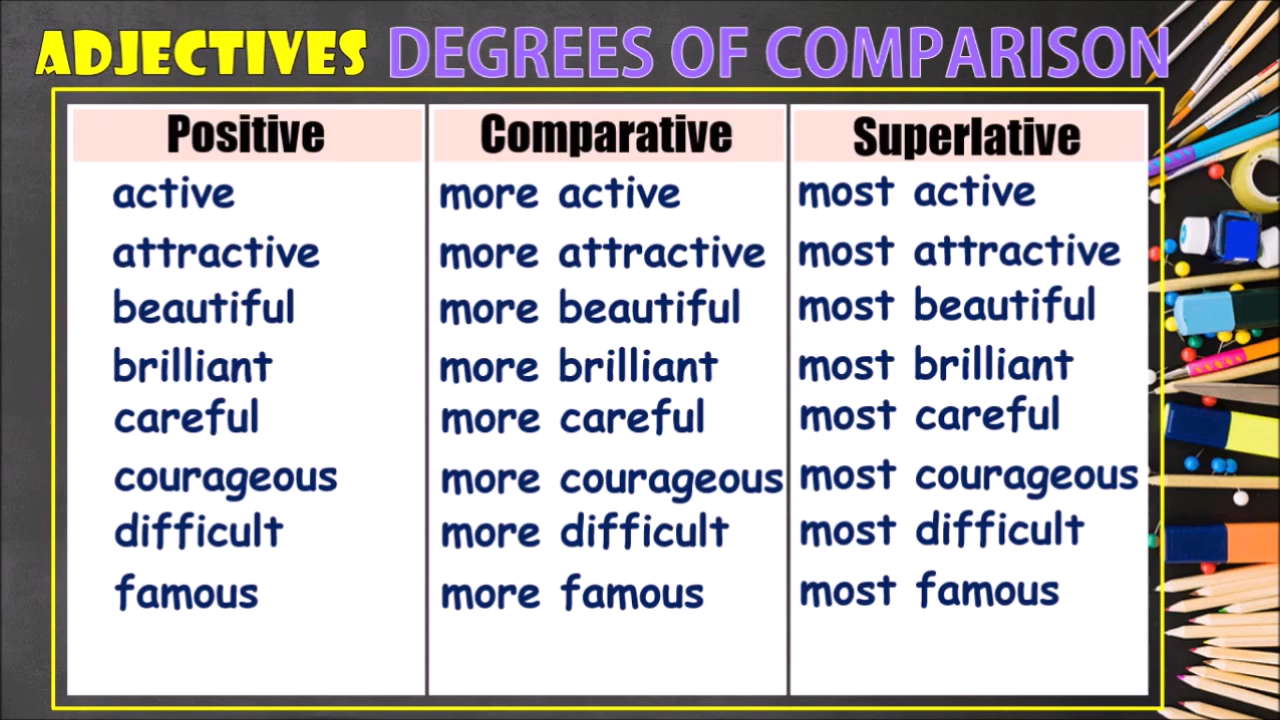 ADJECTIVES DEGREES OF COMPARISON
Positive Comparative Superlative
active more active most active
attractive more attractive most attractive
beautiful more beautiful most beautiful
brilliant more brilliant most brilliant
careful more careful most careful
courageous more courageous most courageous
difficult more difficult most difficult
famous more famous most famous